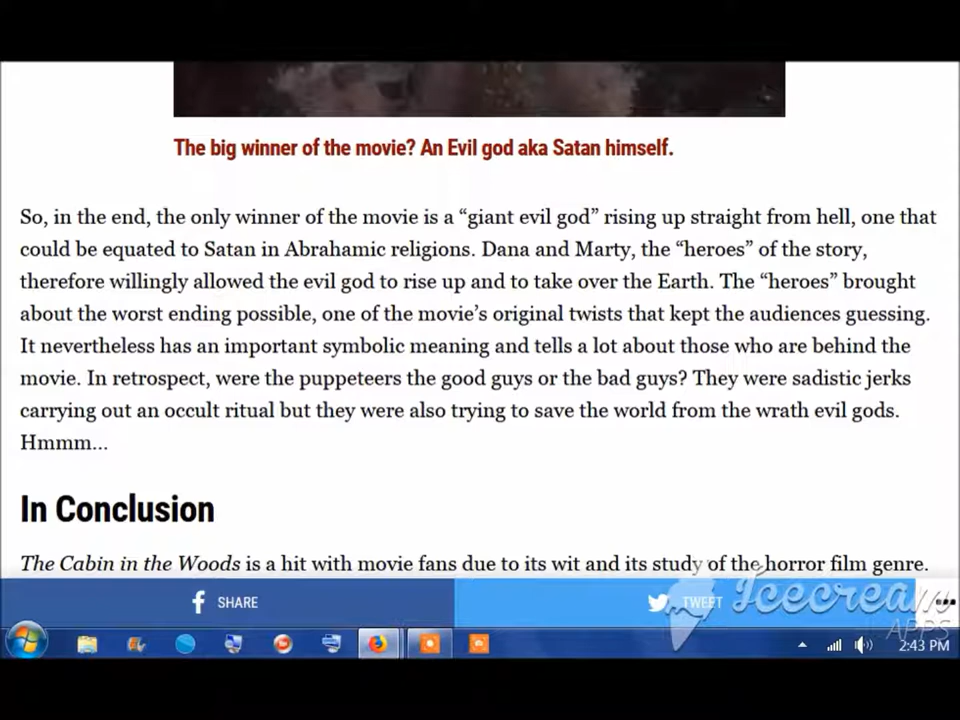 The big winner of the movie? An Evil god aka Satan himself.
So, in the end, the only winner of the movie is a “giant evil god” rising up straight from hell, one that
could be equated to Satan in Abrahamic religions. Dana and Marty, the “heroes” of the story,
therefore willingly allowed the evil god to rise up and to take over the Earth. The “heroes” brought
about the worst ending possible, one of the movie’s original twists that kept the audiences guessing.
It nevertheless has an important symbolic meaning and tells a lot about those who are behind the
movie. In retrospect, were the puppeteers the good guys or the bad guys? They were sadistic jerks
carrying out an occult ritual but they were also trying to save the world from the wrath evil gods.
Hmmm…
In Conclusion
The Cabin in the Woods is a hit with movie fans due to its wit and its study of the horror film genre.
SHARE
TWEET
Icecream
APPS
2:43 PM